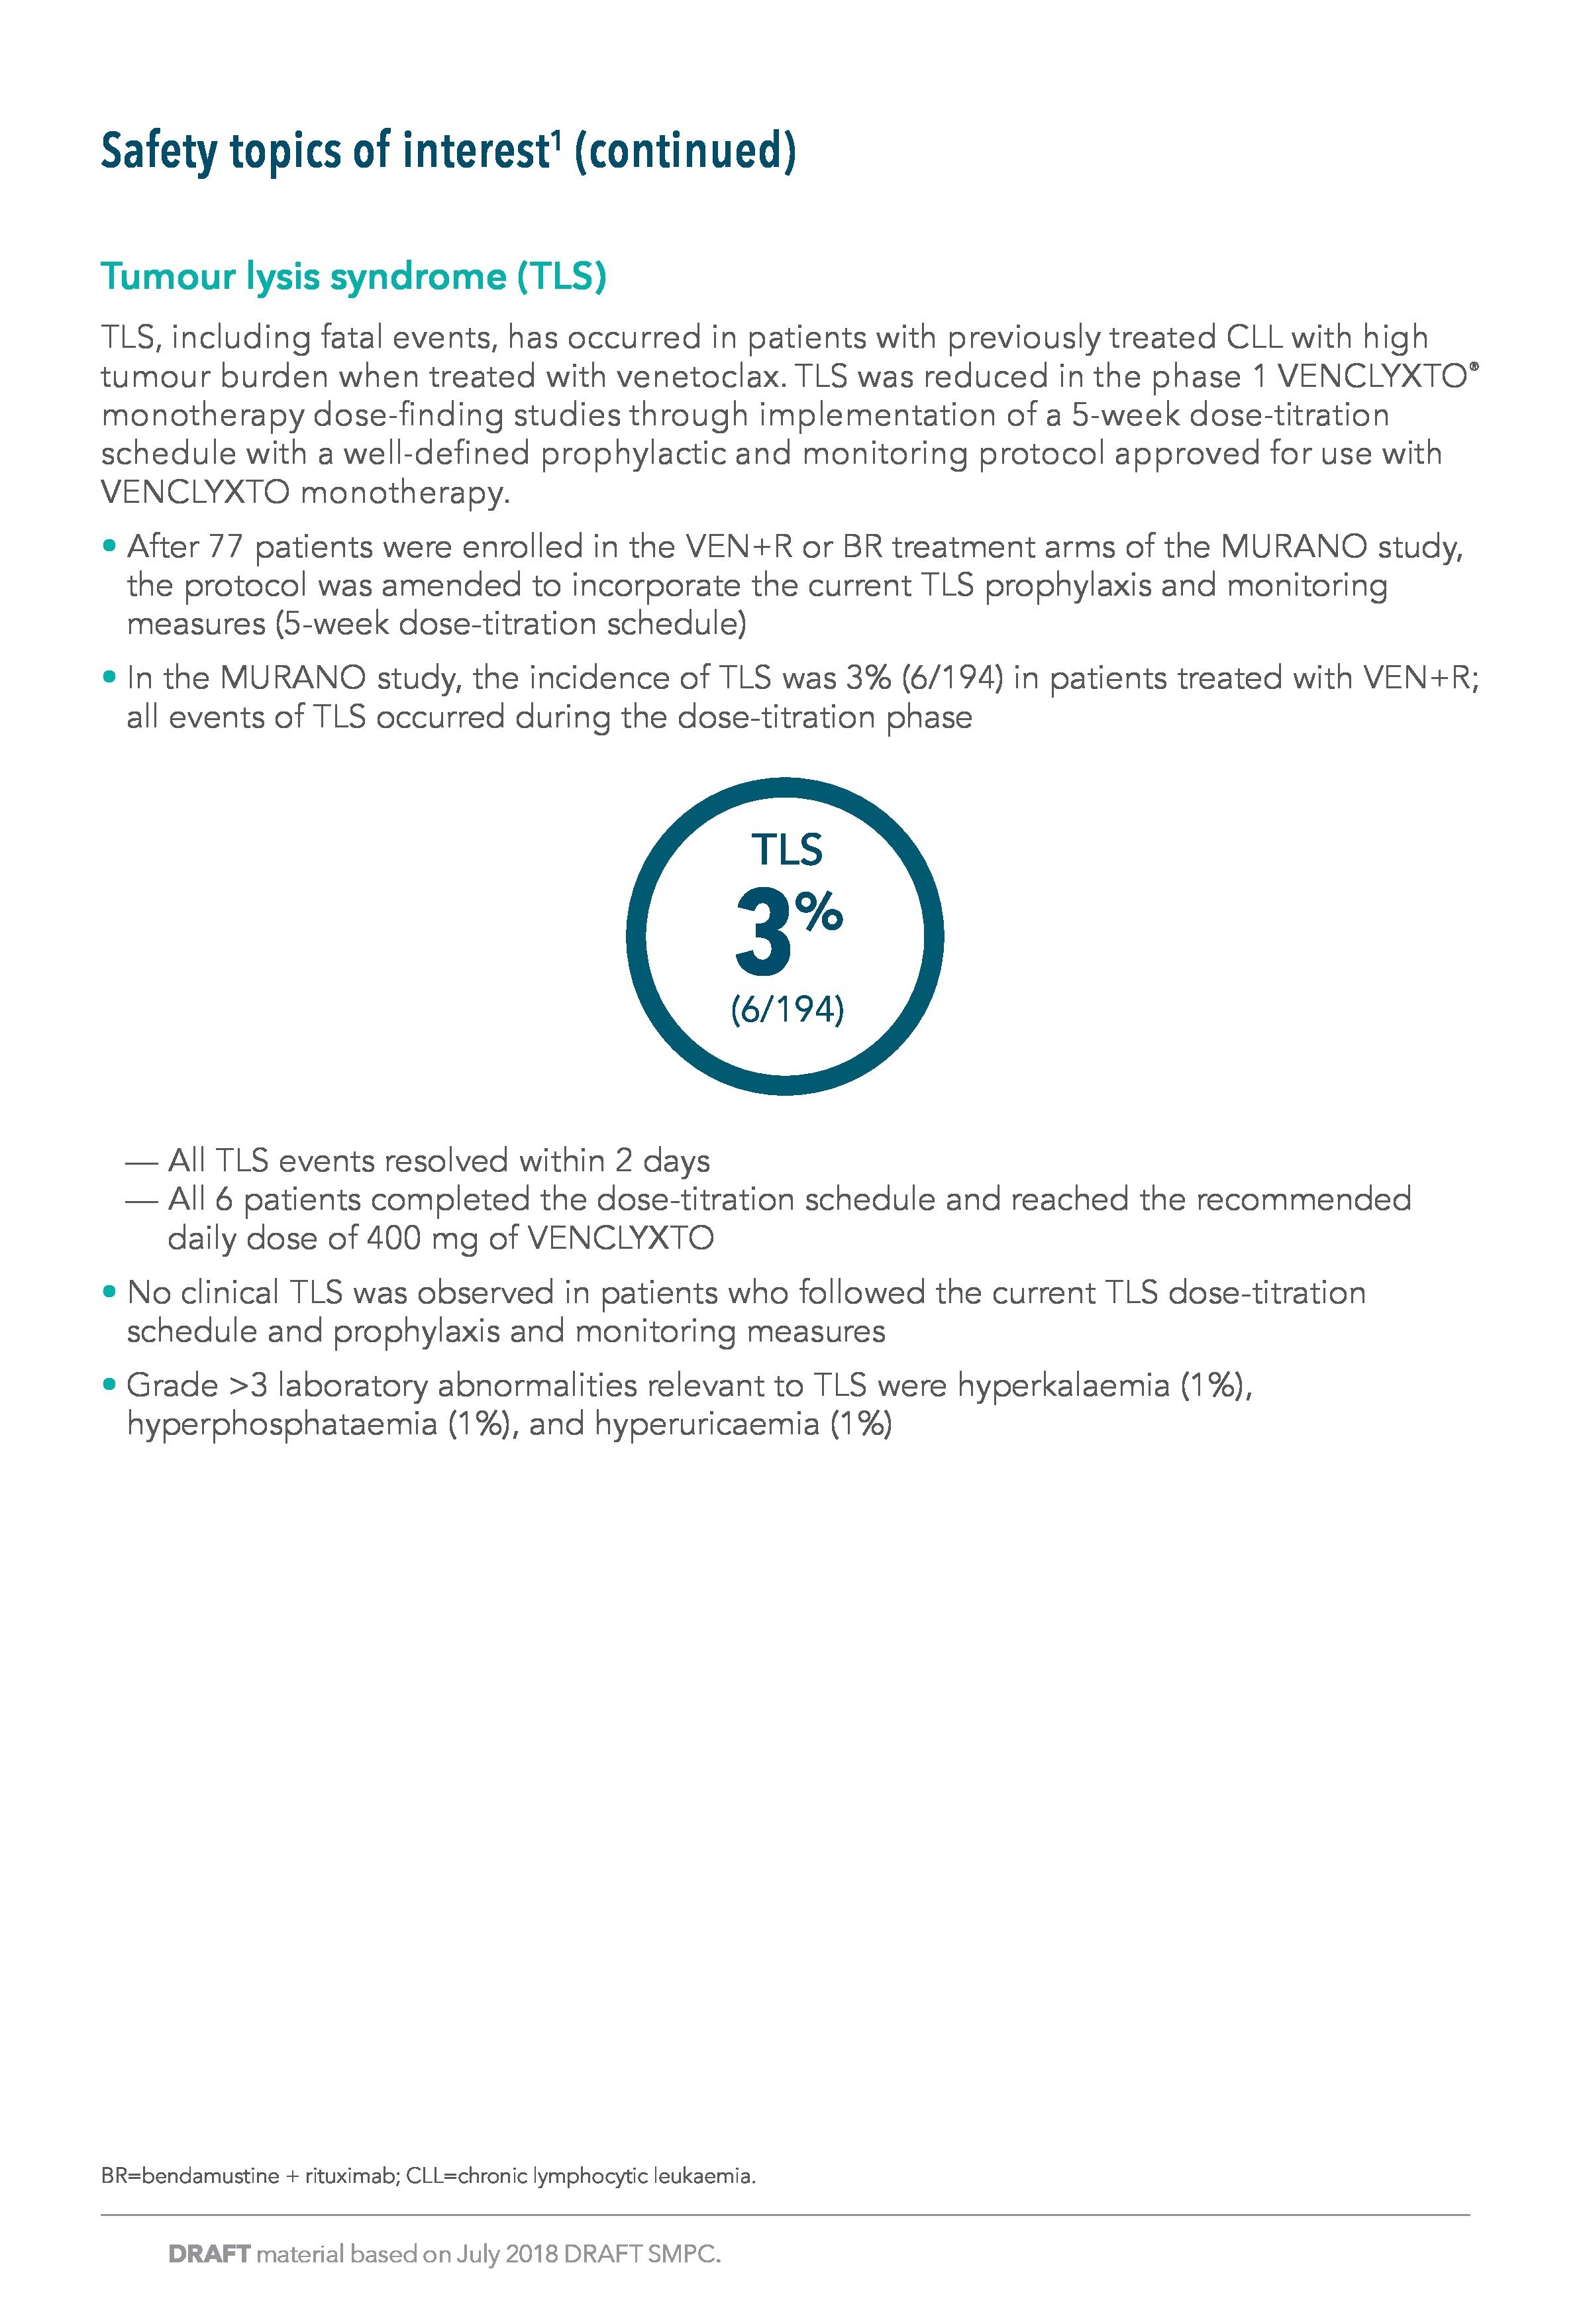 Safety topics of interest¹ (continued)
Tumour lysis syndrome (TLS)
TLS, including fatal events, has occurred in patients with previously treated CLL with high
tumour burden when treated with venetoclax. TLS was reduced in the phase 1 VENCLYXTO®
monotherapy dose-finding studies through implementation of a 5-week dose-titration
schedule with a well-defined prophylactic and monitoring protocol approved for use with
VENCLYXTO monotherapy.
• After 77 patients were enrolled in the VEN+R or BR treatment arms of the MURANO study,
the protocol was amended to incorporate the current TLS prophylaxis and monitoring
measures (5-week dose-titration schedule)
• In the MURANO study, the incidence of TLS was 3% (6/194) in patients treated with VEN+R;
all events of TLS occurred during the dose-titration phase
TLS
3%
(6/194)
— All TLS events resolved within 2 days
— All 6 patients completed the dose-titration schedule and reached the recommended
daily dose of 400 mg of VENCLYXTO
• No clinical TLS was observed in patients who followed the current TLS dose-titration
schedule and prophylaxis and monitoring measures
• Grade >3 laboratory abnormalities relevant to TLS were hyperkalaemia (1%),
hyperphosphataemia (1%), and hyperuricaemia (1%)
BR=bendamustine + rituximab; CLL=chronic lymphocytic leukaemia.
DRAFT material based on July 2018 DRAFT SMPC.